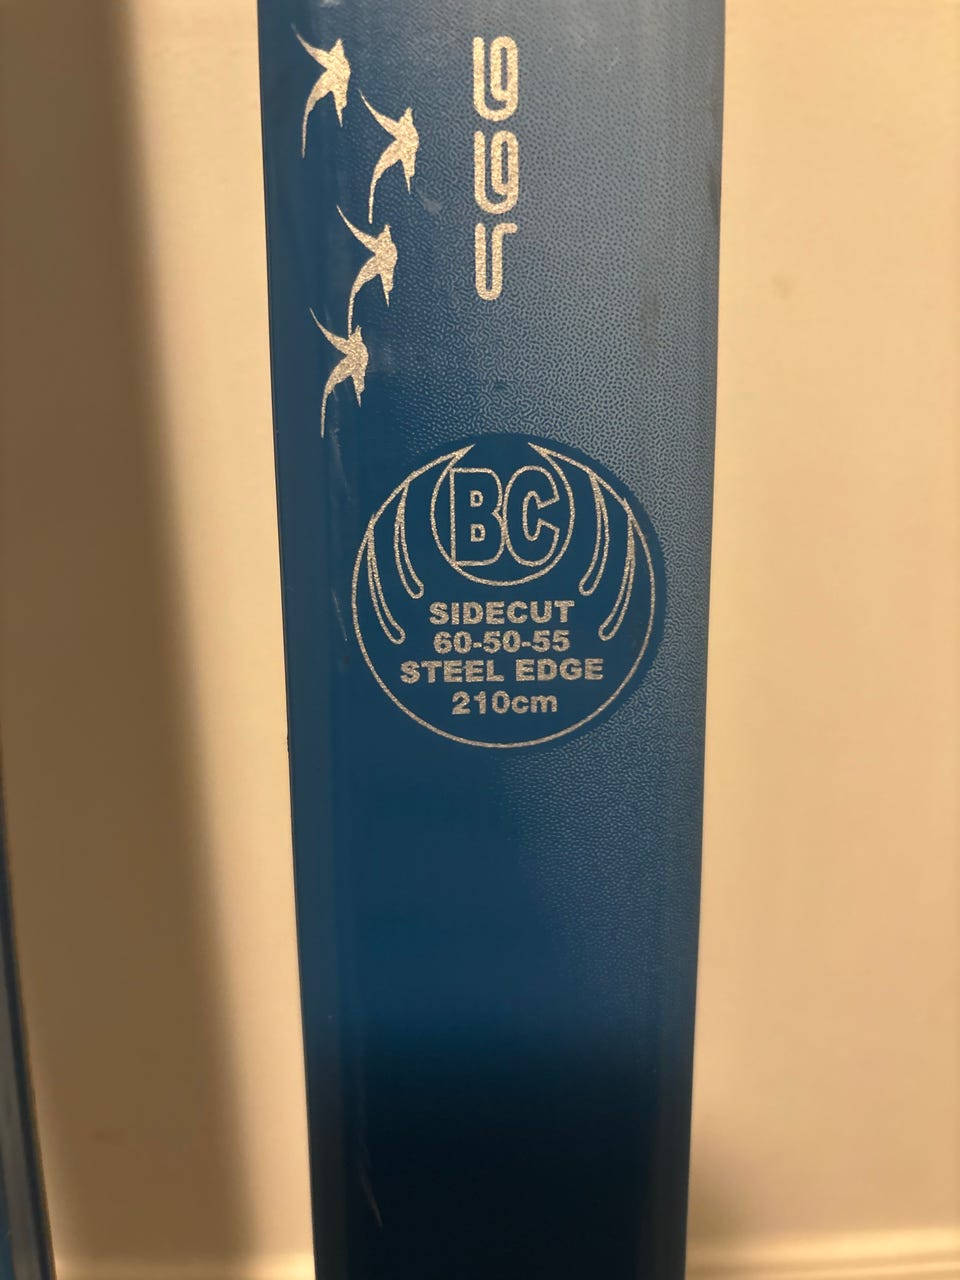 BC
SIDECUT
60-50-55
STEEL EDGE
210cm